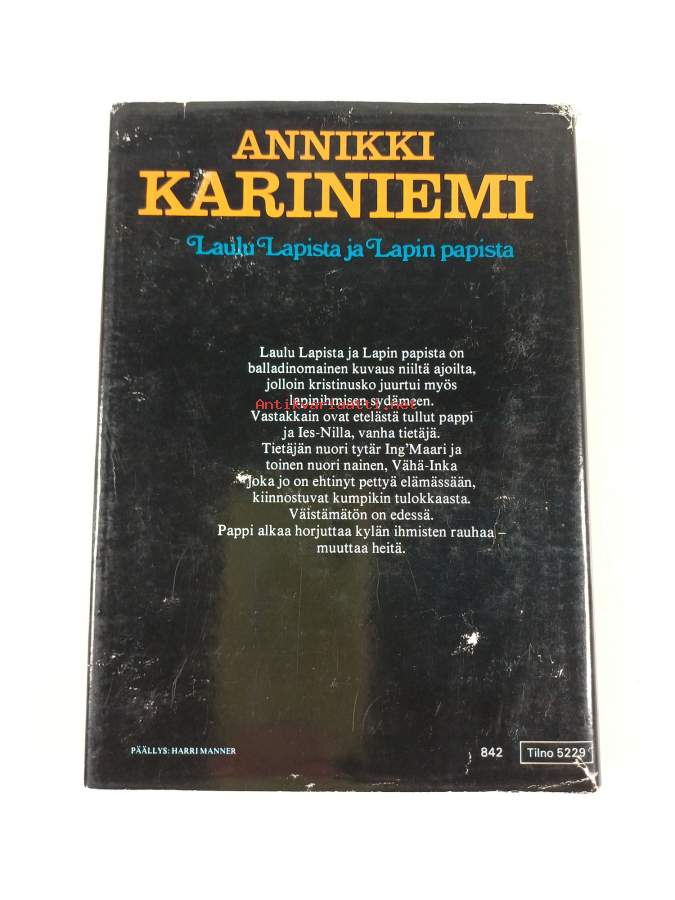 ANNIKKI
KARINIEMI
Laulu Lapista ja Lapin papista
Laulu Lapista ja Lapin papista on
balladinomainen kuvaus niiltä ajoilta,
jolloin kristinusko juurtui myös
lapinihmisen sydämeen.
Antikvariaatti.net
Vastakkain ovat etelästä tullut pappi
ja Ies-Nilla, vanha tietäjä.
Tietäjän nuori tytär Ing'Maari ja
toinen nuori nainen, Vähä-Inka
joka jo on ehtinyt pettyä elämässään,
kiinnostuvat kumpikin tulokkaasta.
Väistämätön on edessä.
Pappi alkaa horjuttaa kylän ihmisten rauhaa –
muuttaa heitä.
PÄÄLLYS: HARRI MANNER
842 Tilno 5229